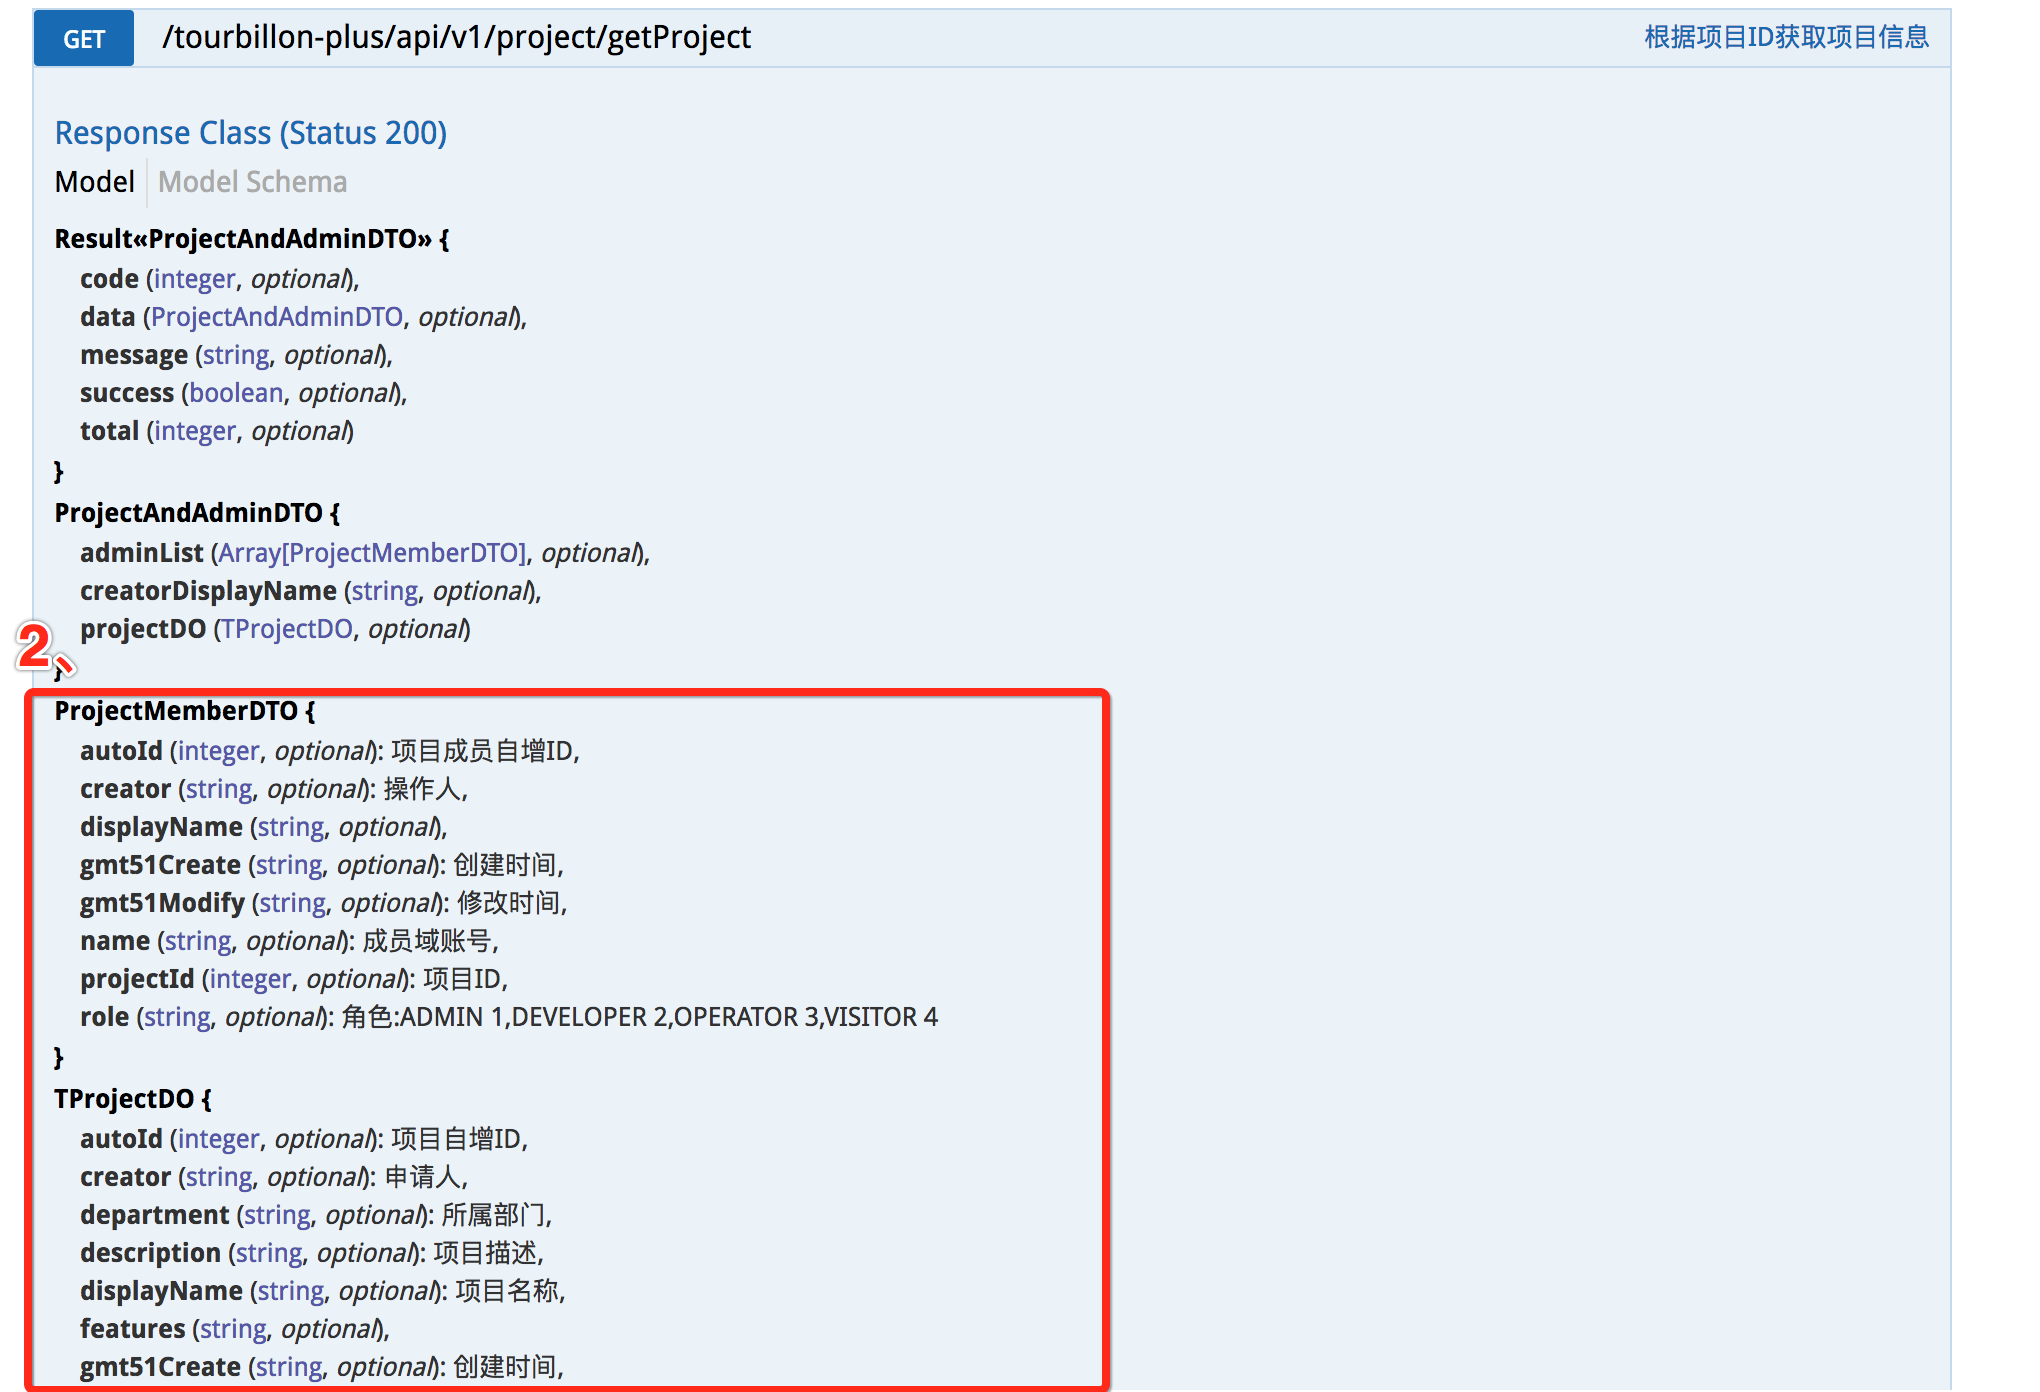 GET /tourbillon-plus/api/v1/project/getProject 根据项目ID获取项目信息
Response Class (Status 200)
Model Model Schema
Result«ProjectAndAdminDTO» {
code (integer, optional),
data (ProjectAndAdminDTO, optional),
message (string, optional),
success (boolean, optional),
total (integer, optional)
}
ProjectAndAdminDTO {
adminList (Array[ProjectMemberDTO], optional),
creatorDisplayName (string, optional),
projectDO (TProjectDO, optional)
2、
}
ProjectMemberDTO {
autoId (integer, optional): 项目成员自增ID,
creator (string, optional): 操作人,
displayName (string, optional),
gmt51Create (string, optional): 创建时间,
gmt51Modify (string, optional): 修改时间,
name (string, optional): 成员域账号,
projectId (integer, optional): 项目ID,
role (string, optional): 角色:ADMIN 1,DEVELOPER 2,OPERATOR 3,VISITOR 4
}
TProjectDO {
autoId (integer, optional): 项目自增ID,
creator (string, optional): 申请人,
department (string, optional): 所属部门,
description (string, optional): 项目描述,
displayName (string, optional): 项目名称,
features (string, optional),
gmt51Create (string, optional): 创建时间,